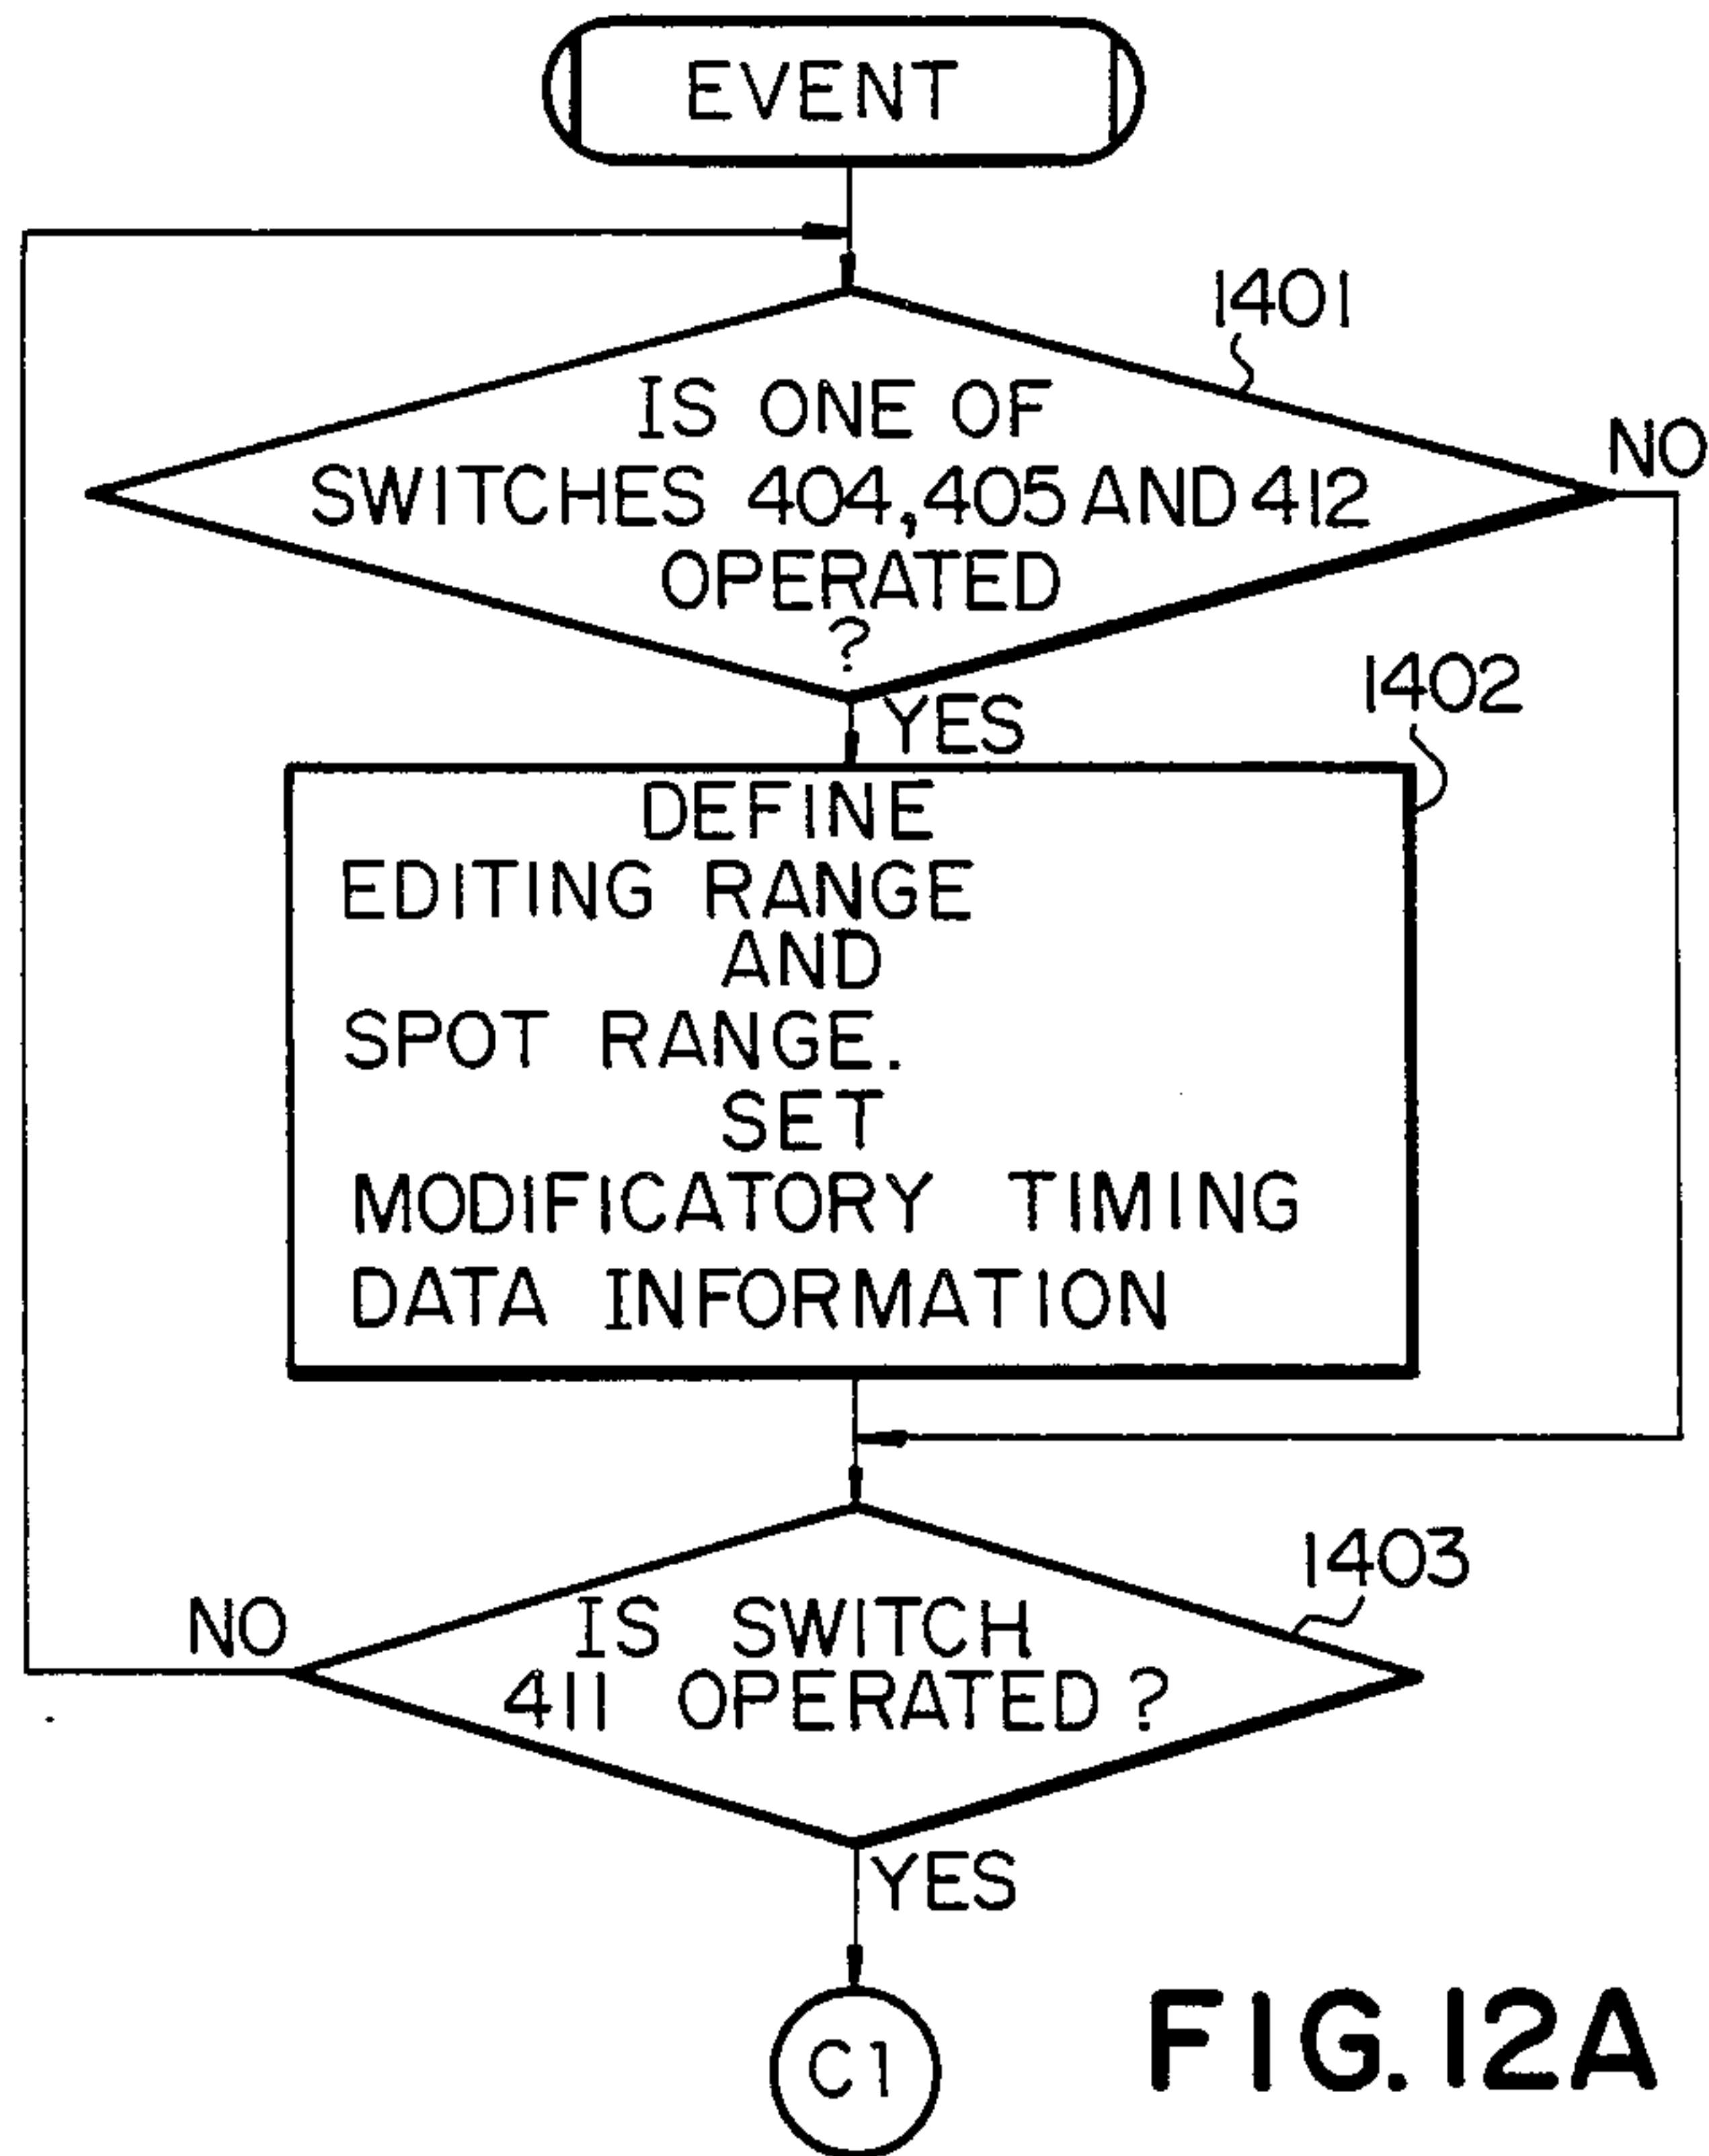 EVENT
1401
IS ONE OF
SWITCHES 404,405 AND 412
OPERATED
?
NO
YES
1402
DEFINE
EDITING RANGE
AND
SPOT RANGE.
SET
MODIFICATORY TIMING
DATA INFORMATION
1403
NO
IS SWITCH
411 OPERATED ?
YES
C1
FIG.12A